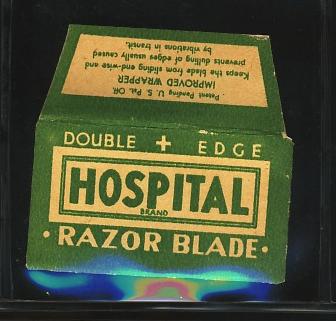 Patent Pending U. S. Pat. Off.
IMPROVED WRAPPER
Keeps the blade from sliding end-wise and
prevents dulling of edges usually caused
by vibrations in transit.
DOUBLE + EDGE
HOSPITAL
BRAND
• RAZOR BLADE •